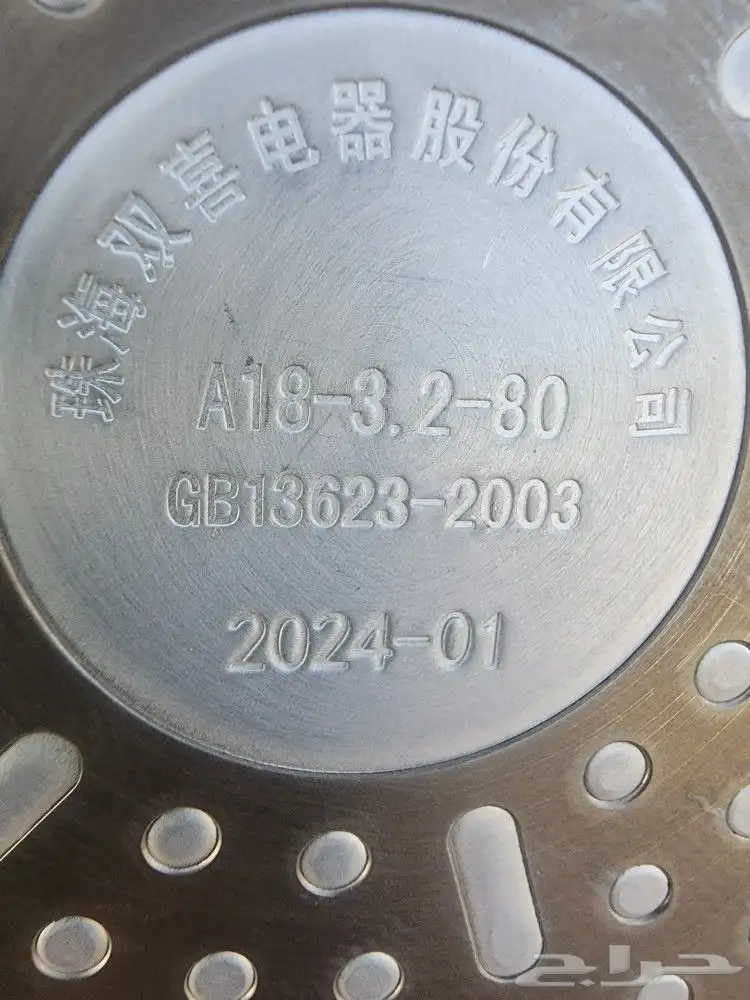 珠海双喜电器股份有限公司
A18-3.2-80
GB13623-2003
2024-01
حراج